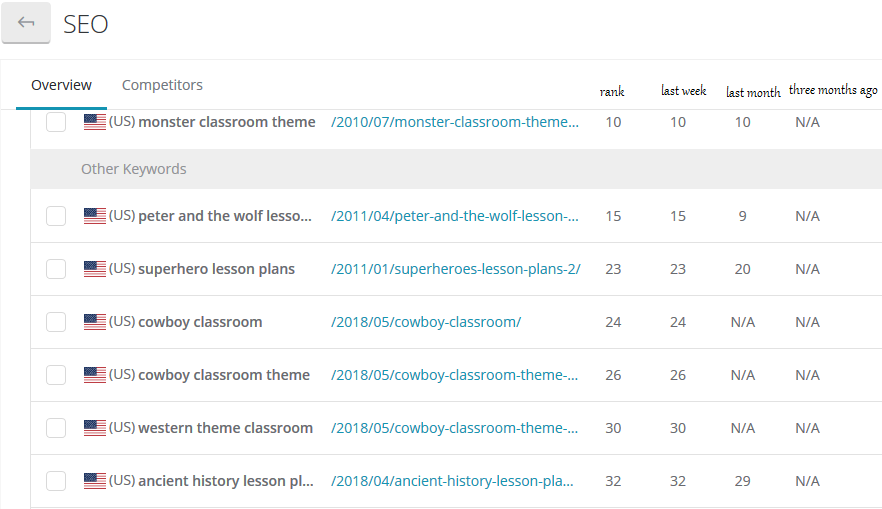 SEO
Overview Competitors rank last week last month three months ago
(US) monster classroom theme /2010/07/monster-classroom-theme... 10 10 10 N/A
Other Keywords
(US) peter and the wolf lesso... /2011/04/peter-and-the-wolf-lesson-... 15 15 9 N/A
(US) superhero lesson plans /2011/01/superheroes-lesson-plans-2/ 23 23 20 N/A
(US) cowboy classroom /2018/05/cowboy-classroom/ 24 24 N/A N/A
(US) cowboy classroom theme /2018/05/cowboy-classroom-theme-... 26 26 N/A N/A
(US) western theme classroom /2018/05/cowboy-classroom-theme-... 30 30 N/A N/A
(US) ancient history lesson pl... /2018/04/ancient-history-lesson-pla... 32 32 29 N/A